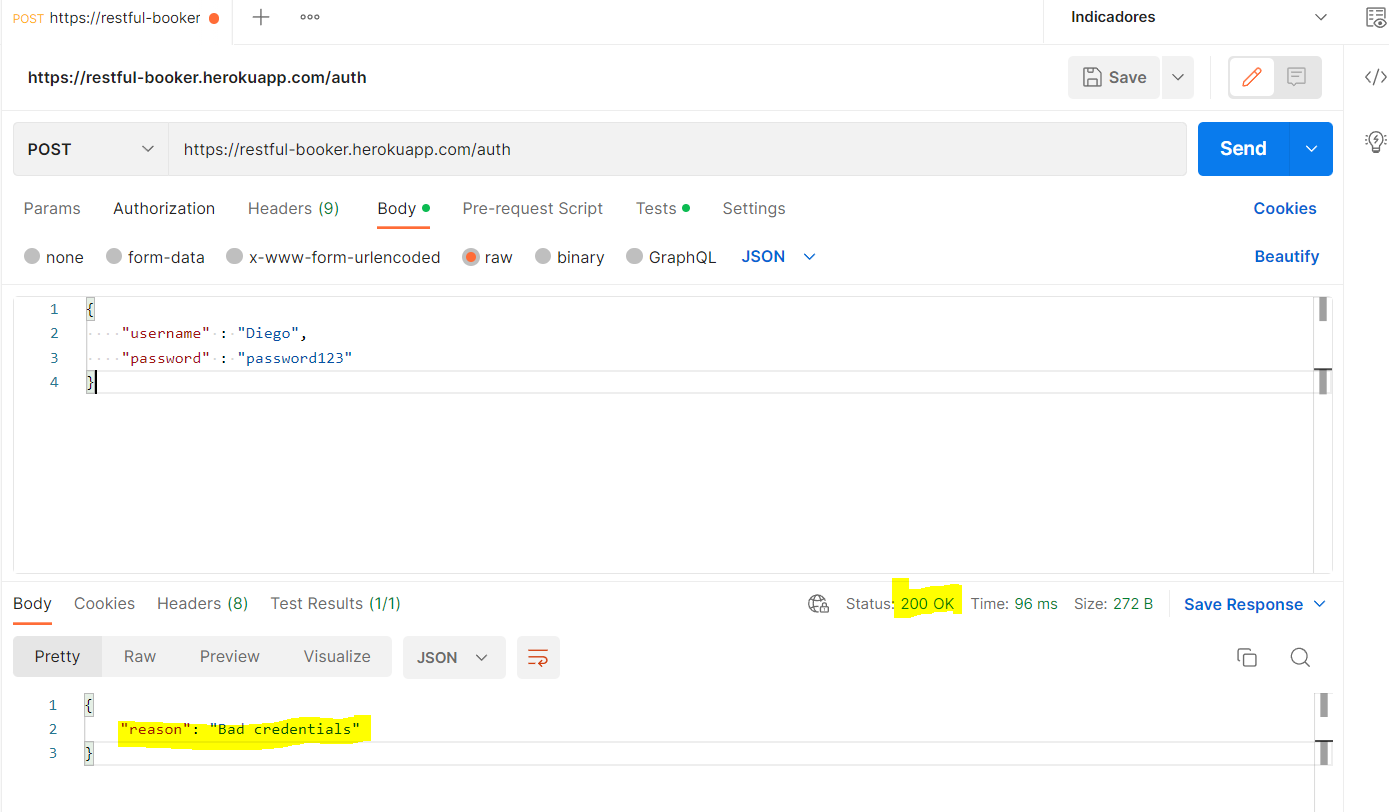 POST https://restful-booker
Indicadores
https://restful-booker.herokuapp.com/auth
Save
POST https://restful-booker.herokuapp.com/auth Send
Params Authorization Headers (9) Body Pre-request Script Tests Settings Cookies
none form-data x-www-form-urlencoded raw binary GraphQL JSON Beautify
1 {
2 "username" : "Diego",
3 "password" : "password123"
4 }
Body Cookies Headers (8) Test Results (1/1) Status: 200 OK Time: 96 ms Size: 272 B Save Response
Pretty Raw Preview Visualize JSON
1 {
2 "reason": "Bad credentials"
3 }